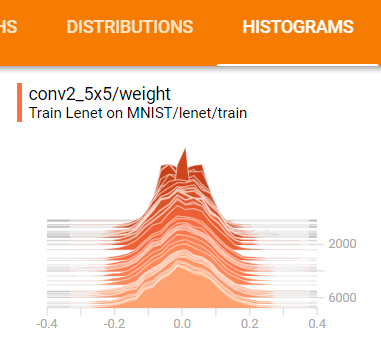 HS DISTRIBUTIONS HISTOGRAMS
conv2_5x5/weight
Train Lenet on MNIST/lenet/train
2000
6000
-0.4 -0.2 0.0 0.2 0.4